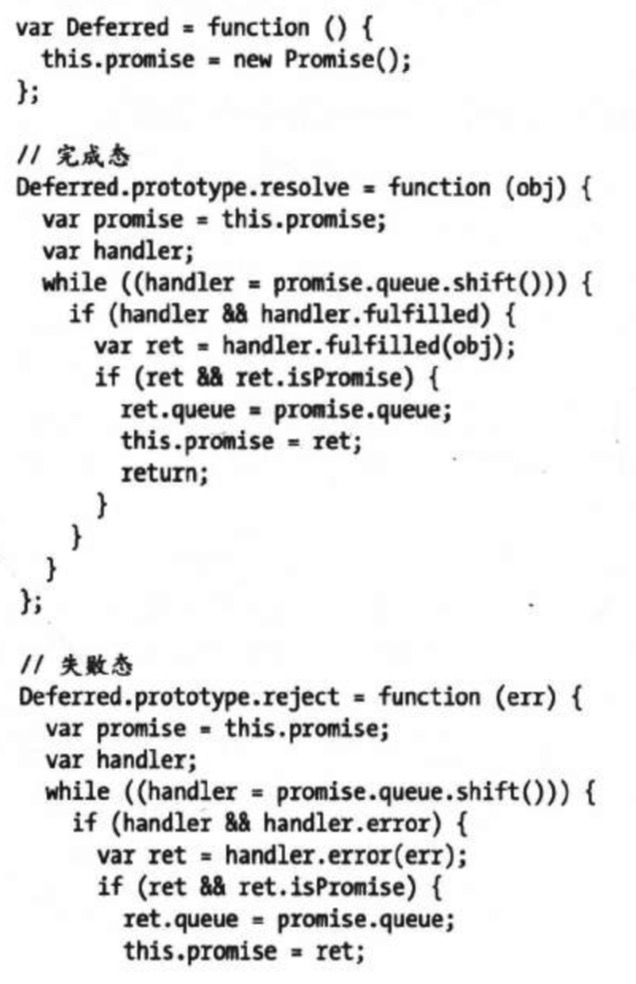 var Deferred = function () {
  this.promise = new Promise();
};

// 完成态
Deferred.prototype.resolve = function (obj) {
  var promise = this.promise;
  var handler;
  while ((handler = promise.queue.shift())) {
    if (handler && handler.fulfilled) {
      var ret = handler.fulfilled(obj);
      if (ret && ret.isPromise) {
        ret.queue = promise.queue;
        this.promise = ret;
        return;
      }
    }
  }
};

// 失败态
Deferred.prototype.reject = function (err) {
  var promise = this.promise;
  var handler;
  while ((handler = promise.queue.shift())) {
    if (handler && handler.error) {
      var ret = handler.error(err);
      if (ret && ret.isPromise) {
        ret.queue = promise.queue;
        this.promise = ret;